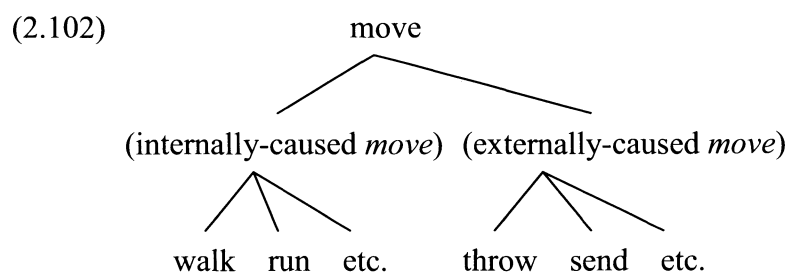 (2.102) move
(internally-caused move) (externally-caused move)
walk run etc. throw send etc.